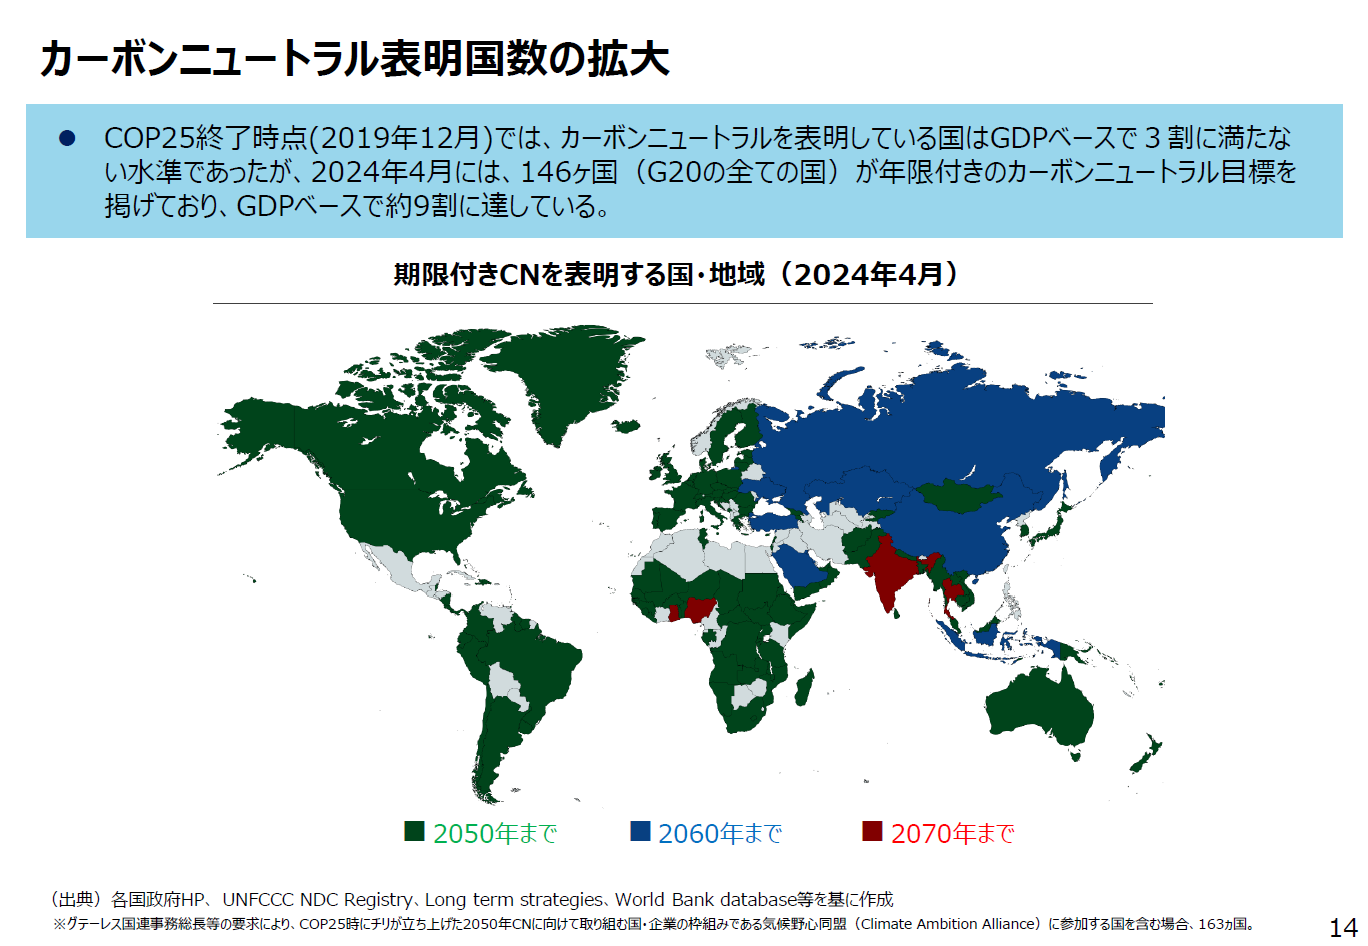 カーボンニュートラル表明国数の拡大
● COP25終了時点(2019年12月)では、カーボンニュートラルを表明している国はGDPベースで３割に満たな
い水準であったが、2024年4月には、146ヶ国（G20の全ての国）が年限付きのカーボンニュートラル目標を
掲げており、GDPベースで約9割に達している。
期限付きCNを表明する国・地域（2024年4月）
■ 2050年まで ■ 2060年まで ■ 2070年まで
（出典）各国政府HP、UNFCCC NDC Registry、Long term strategies、World Bank database等を基に作成
※グテーレス国連事務総長等の要求により、COP25時にチリが立ち上げた2050年CNに向けて取り組む国・企業の枠組みである気候野心同盟（Climate Ambition Alliance）に参加する国を含む場合、163ヵ国。
14